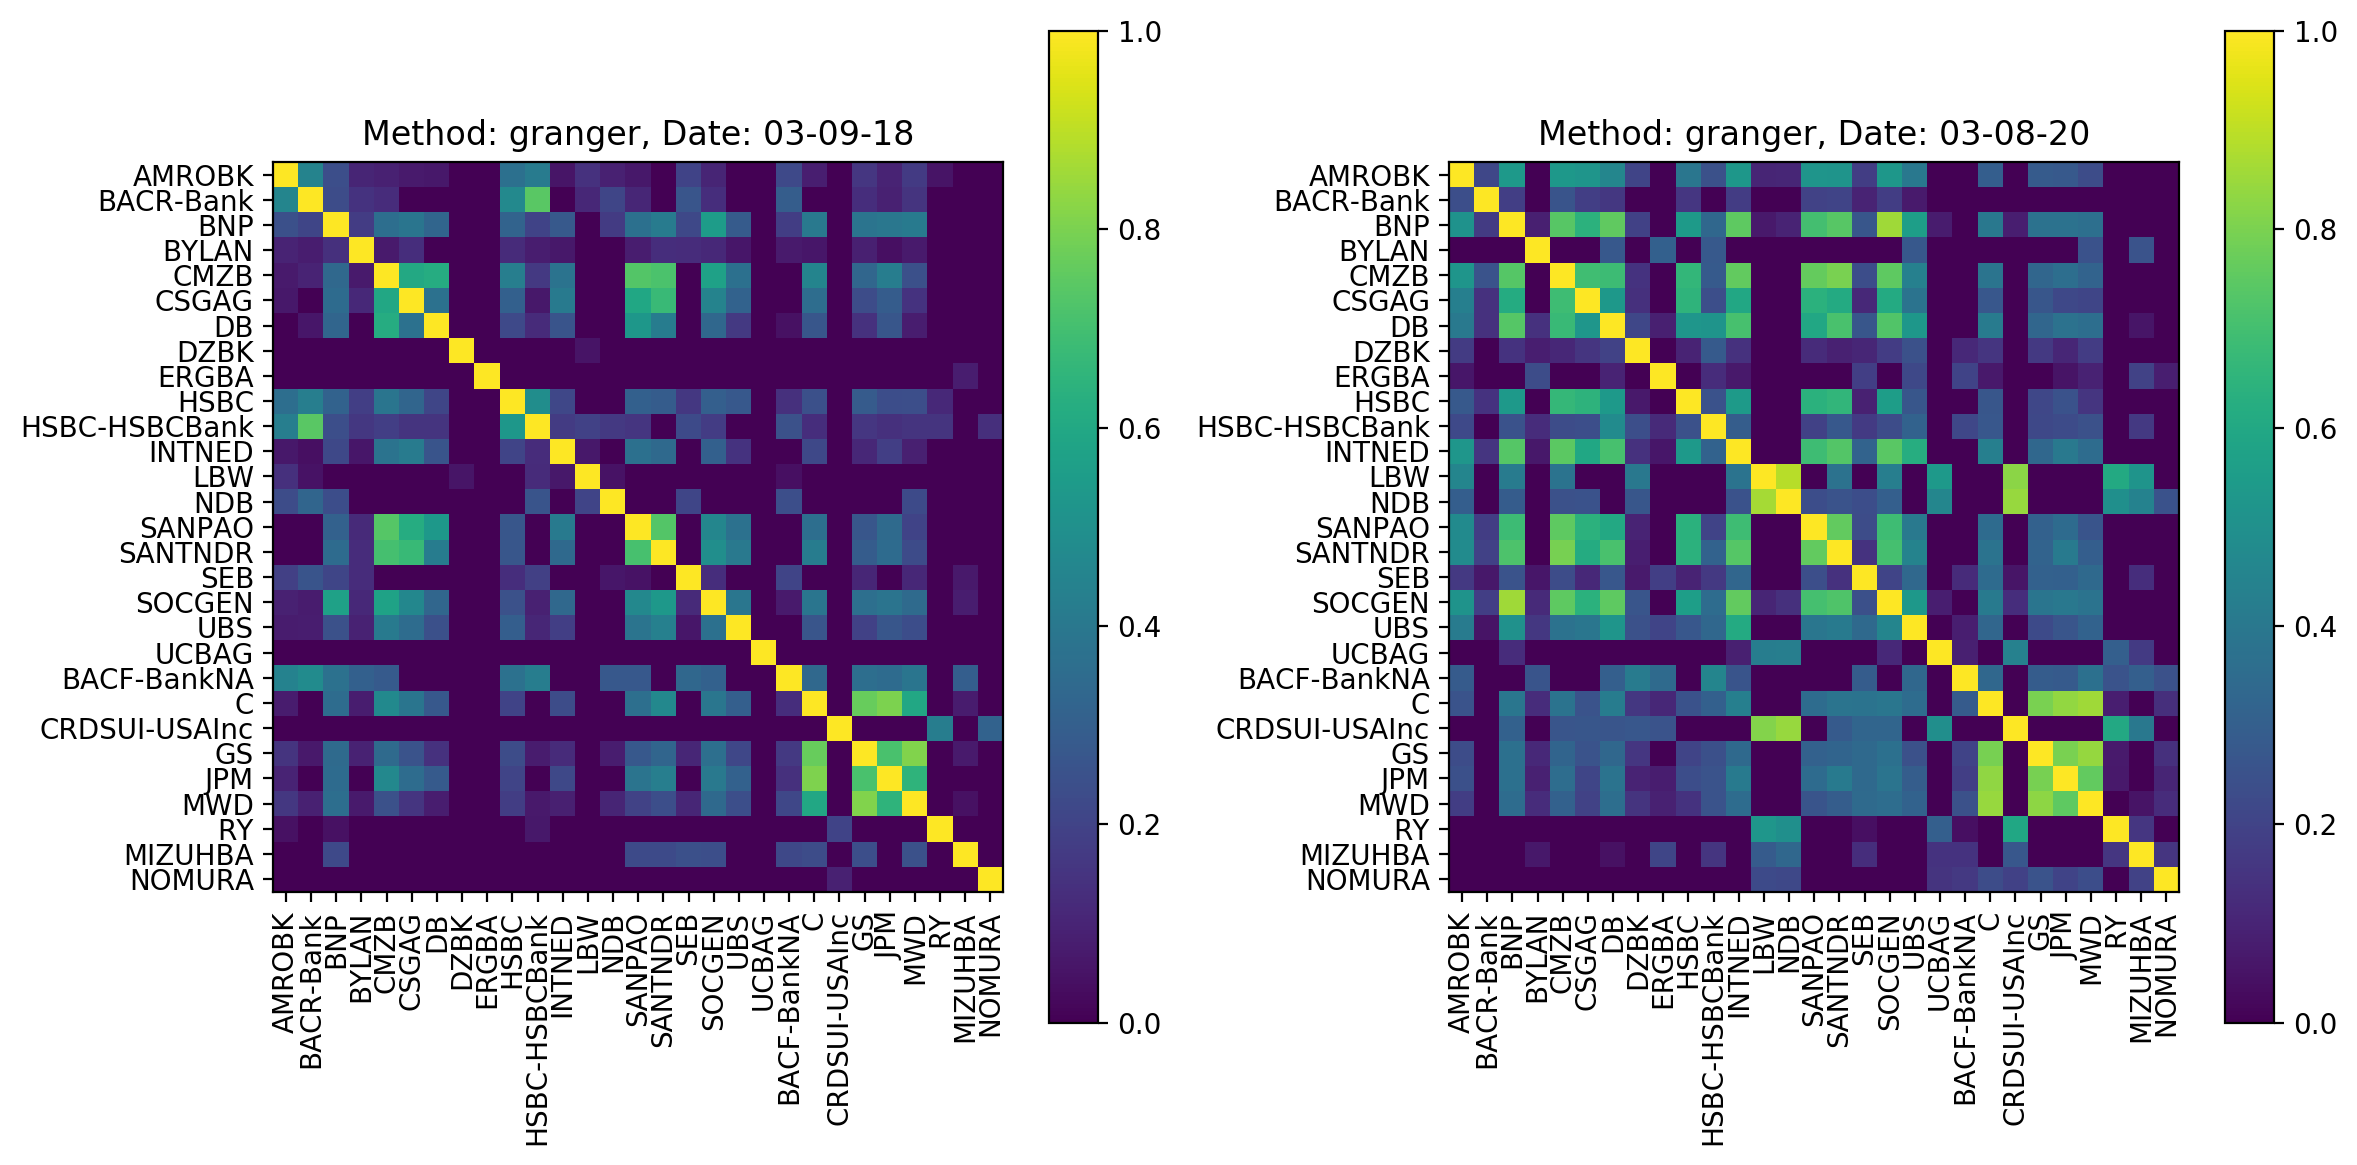 Method: granger, Date: 03-09-18
AMROBK
BACR-Bank
BNP
BYLAN
CMZB
CSGAG
DB
DZBK
ERGBA
HSBC
HSBC-HSBCBank
INTNED
LBW
NDB
SANPAO
SANTNDR
SEB
SOCGEN
UBS
UCBAG
BACF-BankNA
C
CRDSUI-USAInc
GS
JPM
MWD
RY
MIZUHBA
NOMURA
AMROBK
BACR-Bank
BNP
BYLAN
CMZB
CSGAG
DB
DZBK
ERGBA
HSBC
HSBC-HSBCBank
INTNED
LBW
NDB
SANPAO
SANTNDR
SEB
SOCGEN
UBS
UCBAG
BACF-BankNA
C
CRDSUI-USAInc
GS
JPM
MWD
RY
MIZUHBA
NOMURA
1.0
0.8
0.6
0.4
0.2
0.0
Method: granger, Date: 03-08-20
AMROBK
BACR-Bank
BNP
BYLAN
CMZB
CSGAG
DB
DZBK
ERGBA
HSBC
HSBC-HSBCBank
INTNED
LBW
NDB
SANPAO
SANTNDR
SEB
SOCGEN
UBS
UCBAG
BACF-BankNA
C
CRDSUI-USAInc
GS
JPM
MWD
RY
MIZUHBA
NOMURA
AMROBK
BACR-Bank
BNP
BYLAN
CMZB
CSGAG
DB
DZBK
ERGBA
HSBC
HSBC-HSBCBank
INTNED
LBW
NDB
SANPAO
SANTNDR
SEB
SOCGEN
UBS
UCBAG
BACF-BankNA
C
CRDSUI-USAInc
GS
JPM
MWD
RY
MIZUHBA
NOMURA
1.0
0.8
0.6
0.4
0.2
0.0